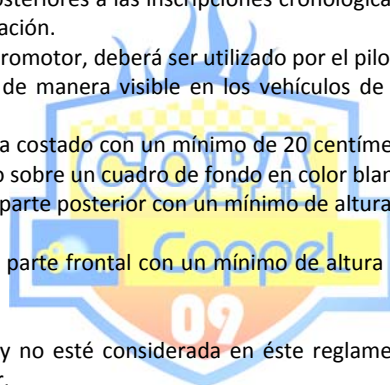 osteriores a las inscripciones cronológica
ación.
romotor, deberá ser utilizado por el pilo
de manera visible en los vehículos de
a costado con un mínimo de 20 centíme
o sobre un cuadro de fondo en color blan
parte posterior con un mínimo de altura
parte frontal con un mínimo de altura
y no esté considerada en éste reglame
r.
COPA
Coppel
09